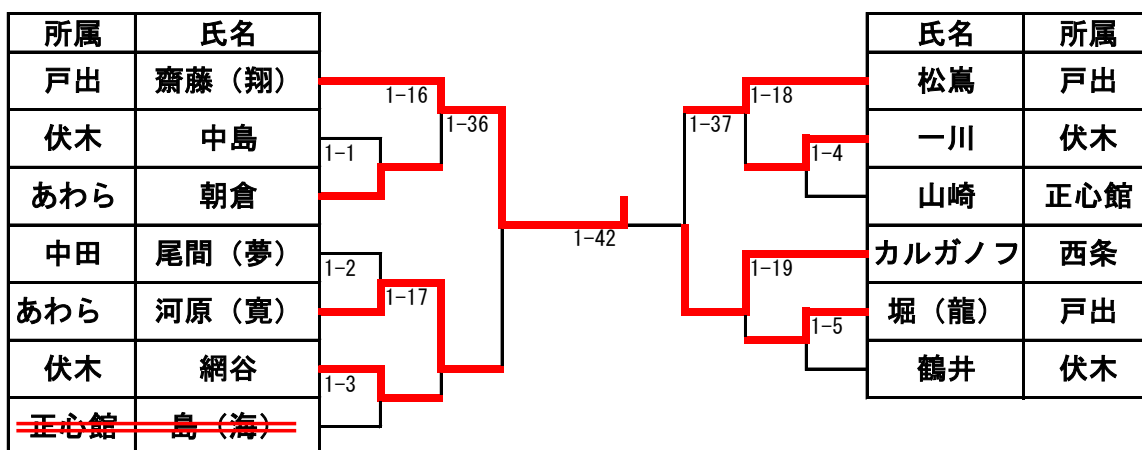 所属 氏名
戸出 齋藤（翔）
伏木 中島
あわら 朝倉
中田 尾間（夢）
あわら 河原（寛）
伏木 網谷
正心館 島（海）
1-16
1-36
1-1
1-2
1-17
1-3
1-42
1-37
1-18
1-4
1-19
1-5
氏名 所属
松嶌 戸出
一川 伏木
山崎 正心館
カルガノフ 西条
堀（龍） 戸出
鶴井 伏木